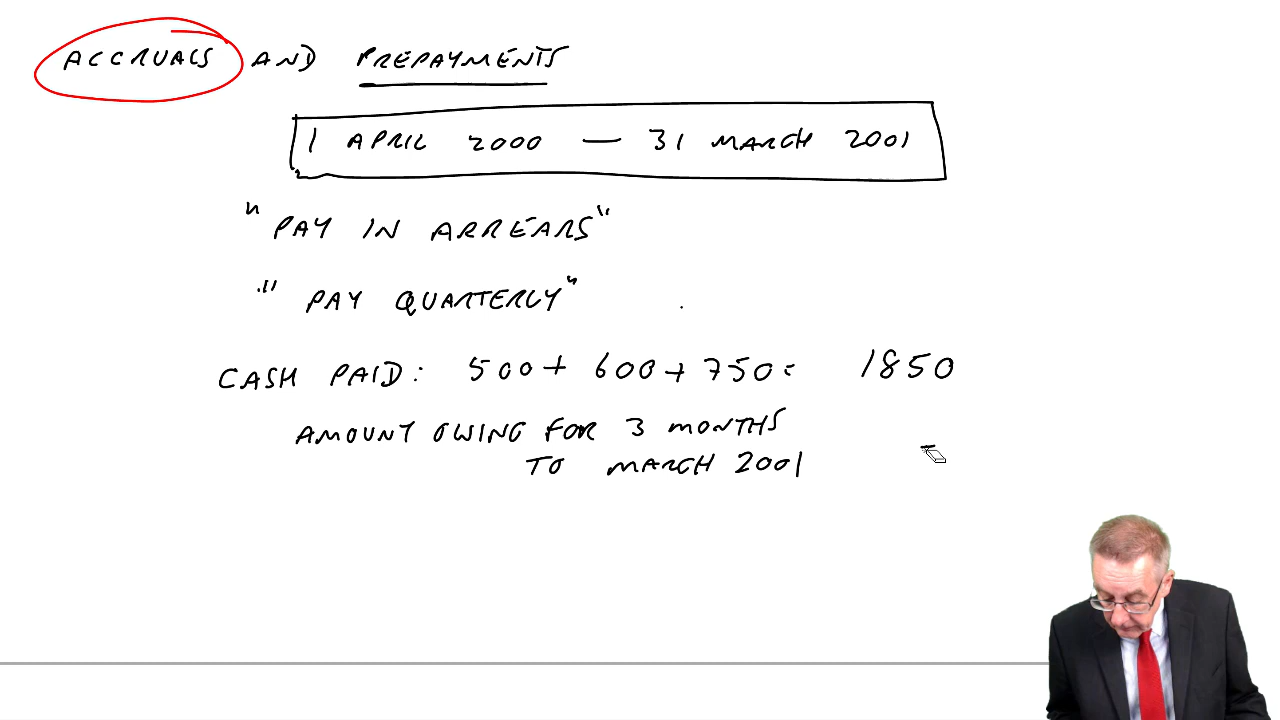 ACCRUALS AND PREPAYMENTS
1 APRIL 2000 — 31 MARCH 2001
"PAY IN ARREARS"
"PAY QUARTERLY"
CASH PAID: 500 + 600 + 750 = 1850
AMOUNT OWING FOR 3 MONTHS
TO MARCH 2001